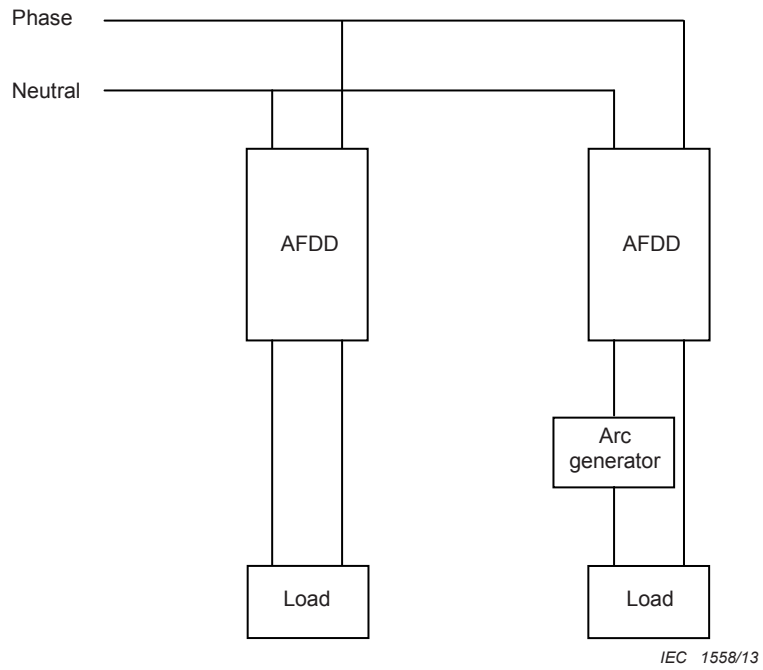 Phase
Neutral
AFDD
AFDD
Arc
generator
Load
Load
IEC 1558/13